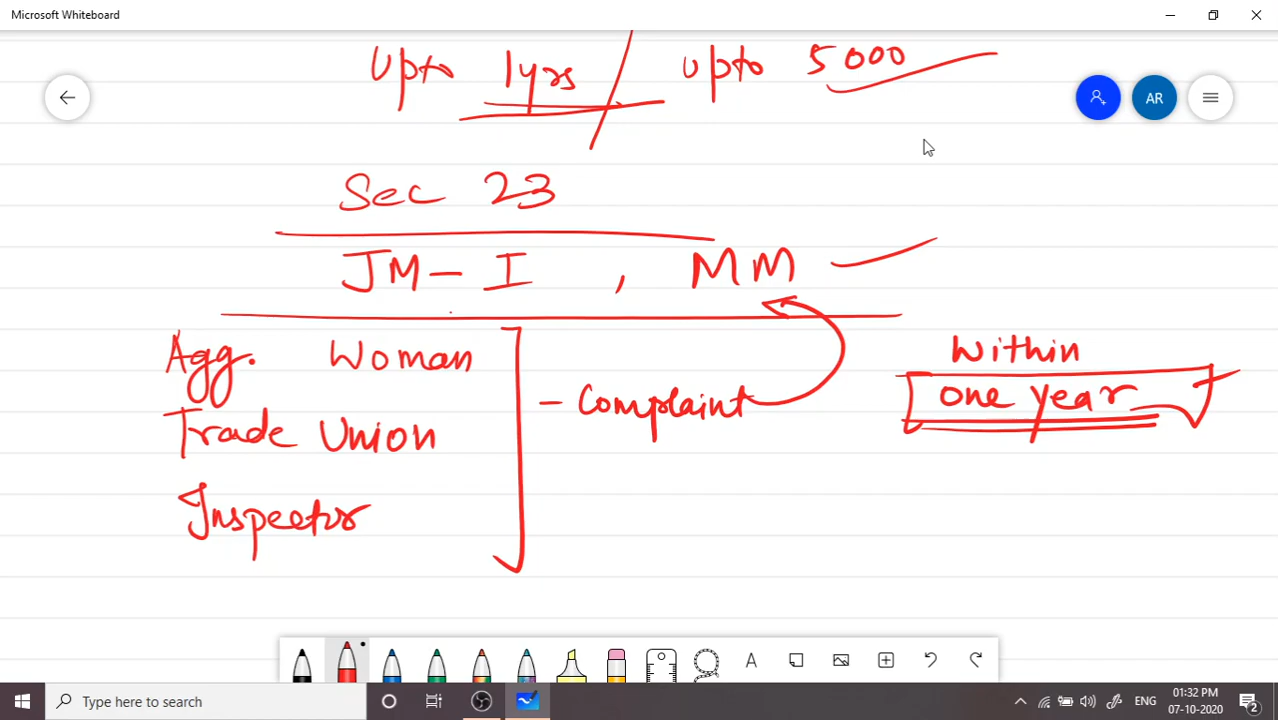 Microsoft Whiteboard
Upto 1yrs / upto 5000
AR
Sec 23
JM-I , MM
Agg. Woman
Within
- Complaint
one year
Trade Union
Inspector
A
Type here to search
ENG
01:32 PM
07-10-2020
2